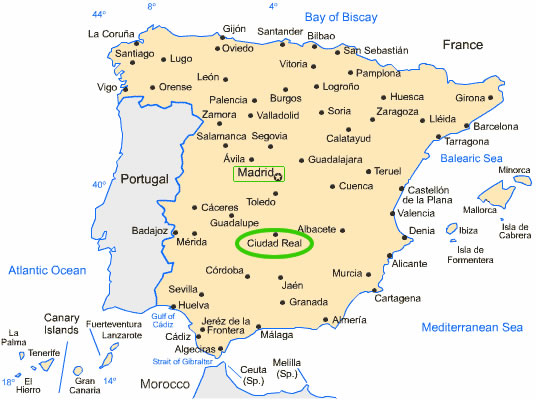 44°
8°
4°
0°
Bay of Biscay
La Coruña
Gijón
Santander
Bilbao
Santiago
Lugo
Oviedo
San Sebastián
France
Vitoria
Pamplona
León
Vigo
Orense
Palencia
Burgos
Logroño
Huesca
Girona
Zamora
Valladolid
Soria
Zaragoza
Lléida
Barcelona
Salamanca
Segovia
Calatayud
Tarragona
Ávila
Guadalajara
Balearic Sea
Portugal
Madrid
Teruel
Minorca
40°
Toledo
Cuenca
Castellón
de la Plana
Mallorca
Cáceres
Guadalupe
Valencia
Badajoz
Mérida
Ciudad Real
Albacete
Denia
Ibiza
Isla de
Cabrera
Isla de
Formentera
Atlantic Ocean
Córdoba
Jaén
Murcia
Alicante
Sevilla
Granada
Cartagena
Huelva
Gulf of
Cádiz
Jeréz de la
Frontera
Almería
Mediterranean Sea
Canary
Islands
Fuerteventura
Lanzarote
Cádiz
Málaga
La
Palma
Tenerife
Algeciras
Strait of Gibralter
18°
El
Hierro
Gran
Canaria
14°
Morocco
Ceuta
(Sp.)
Melilla
(Sp.)